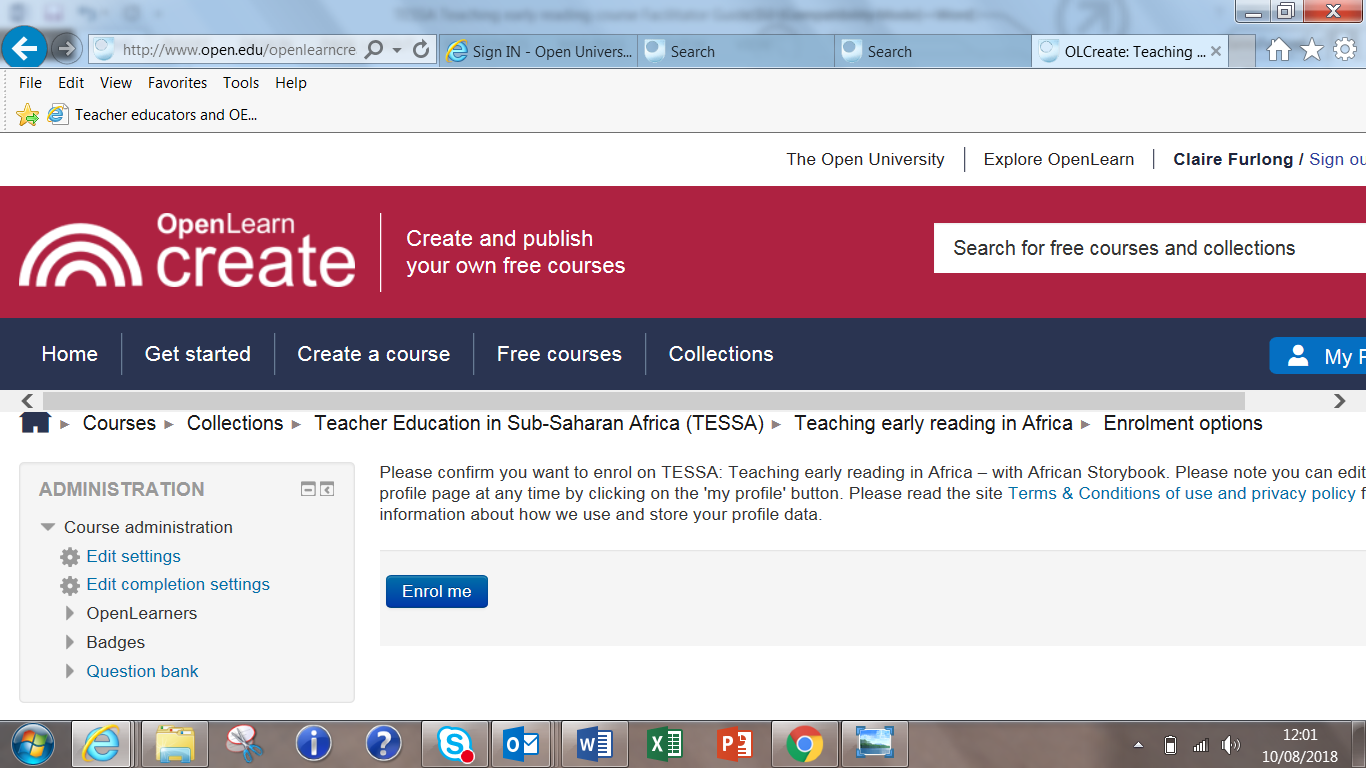 http://www.open.edu/openlearncre
Sign IN - Open Univers...
Search
Search
OLCreate: Teaching ...
File Edit View Favorites Tools Help
Teacher educators and OE...
The Open University
Explore OpenLearn
Claire Furlong / Sign ou
OpenLearn
create
Create and publish
your own free courses
Search for free courses and collections
Home
Get started
Create a course
Free courses
Collections
My P
Courses ► Collections ► Teacher Education in Sub-Saharan Africa (TESSA) ► Teaching early reading in Africa ► Enrolment options
ADMINISTRATION
Course administration
Edit settings
Edit completion settings
OpenLearners
Badges
Question bank
Please confirm you want to enrol on TESSA: Teaching early reading in Africa – with African Storybook. Please note you can edit
profile page at any time by clicking on the 'my profile' button. Please read the site Terms & Conditions of use and privacy policy f
information about how we use and store your profile data.
Enrol me
12:01
10/08/2018